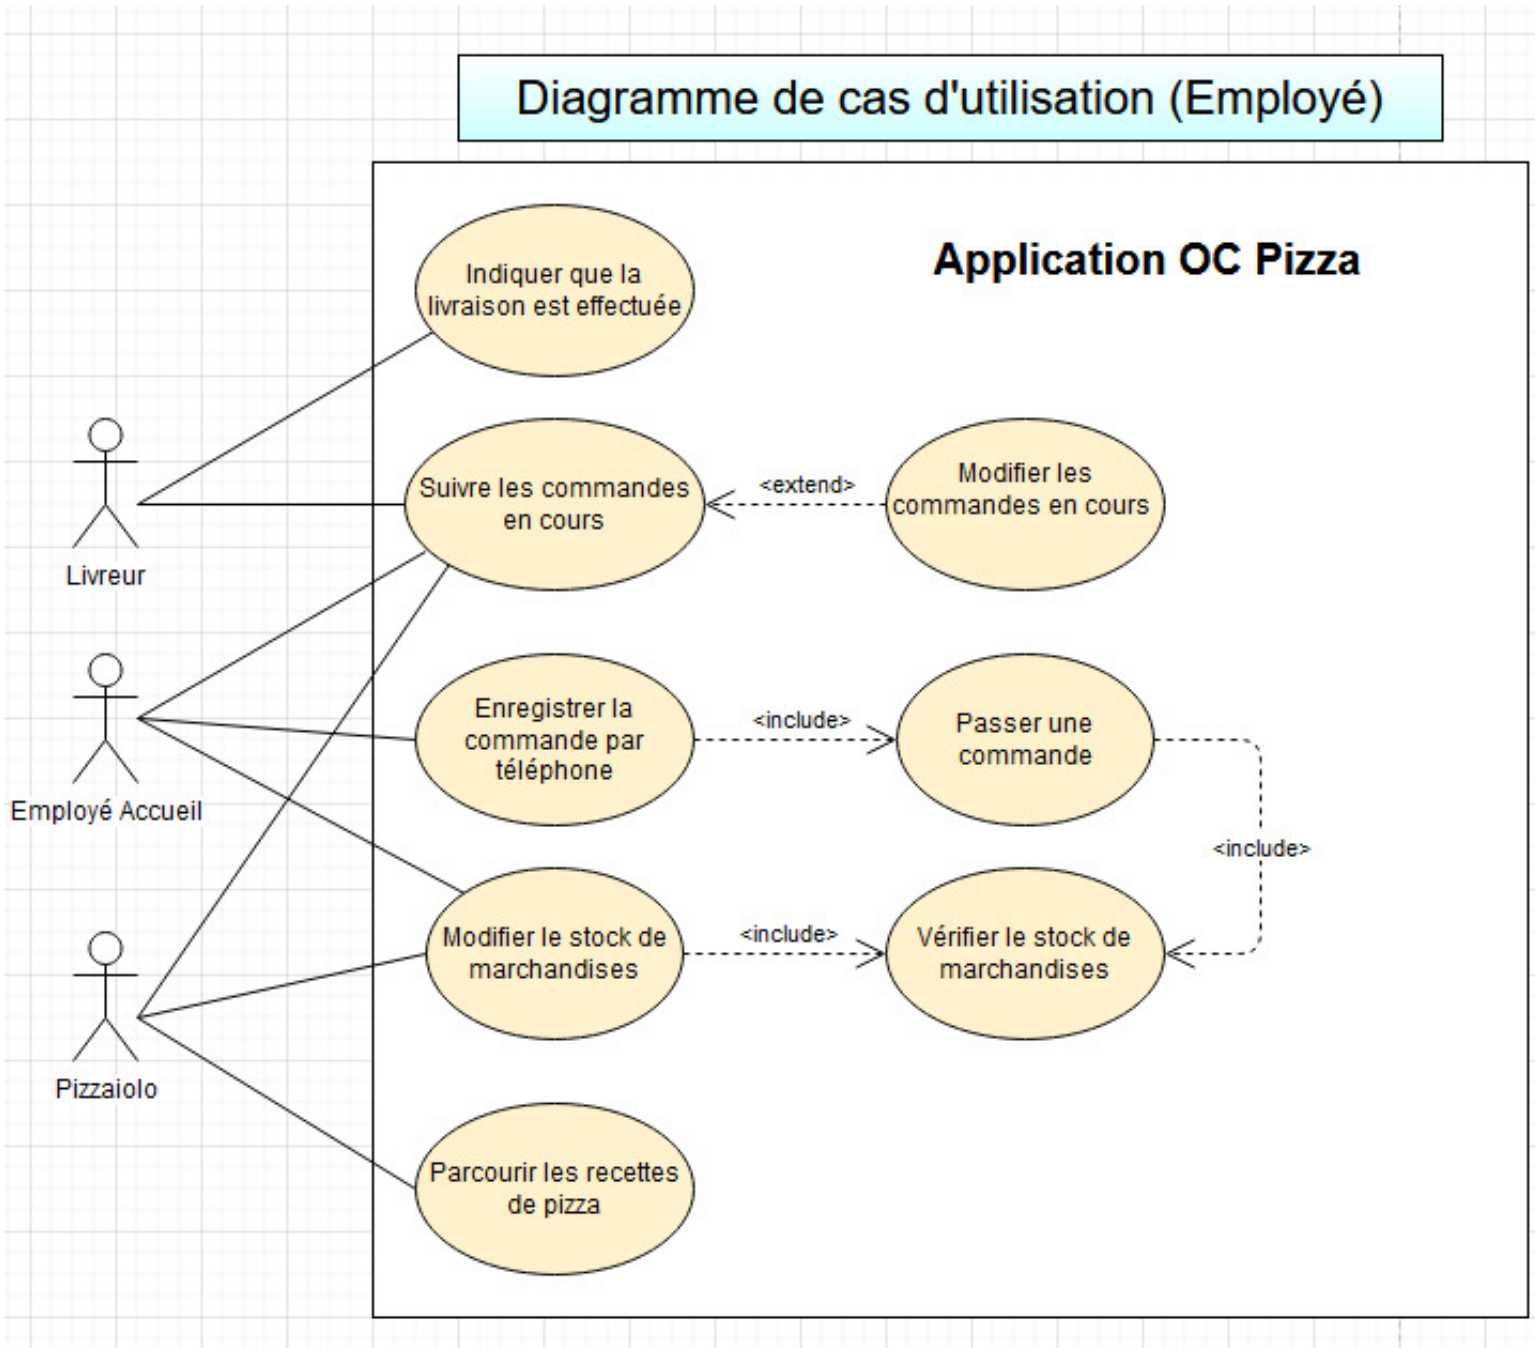 Diagramme de cas d'utilisation (Employé)
Application OC Pizza
Indiquer que la
livraison est effectuée
Livreur
Suivre les commandes
en cours
<extend>
Modifier les
commandes en cours
Employé Accueil
Enregistrer la
commande par
téléphone
<include>
Passer une
commande
<include>
Pizzaiolo
Modifier le stock de
marchandises
<include>
Vérifier le stock de
marchandises
Parcourir les recettes
de pizza